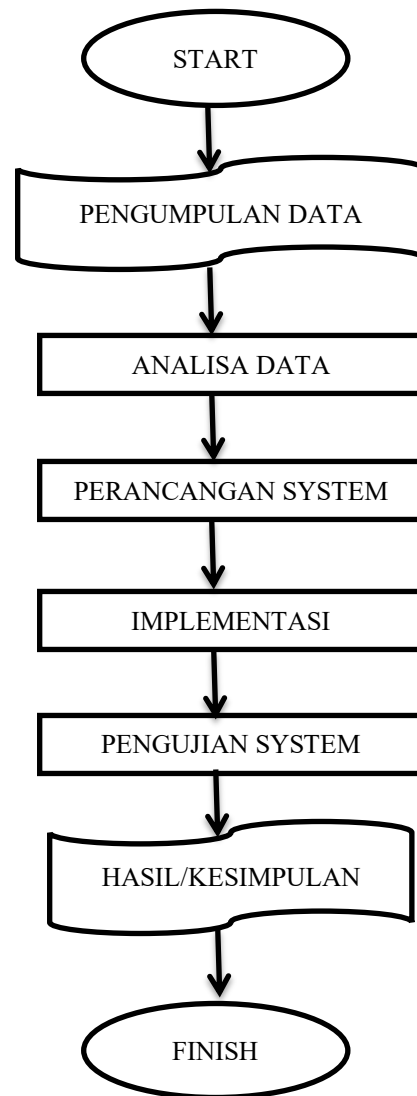 START
PENGUMPULAN DATA
ANALISA DATA
PERANCANGAN SYSTEM
IMPLEMENTASI
PENGUJIAN SYSTEM
HASIL/KESIMPULAN
FINISH